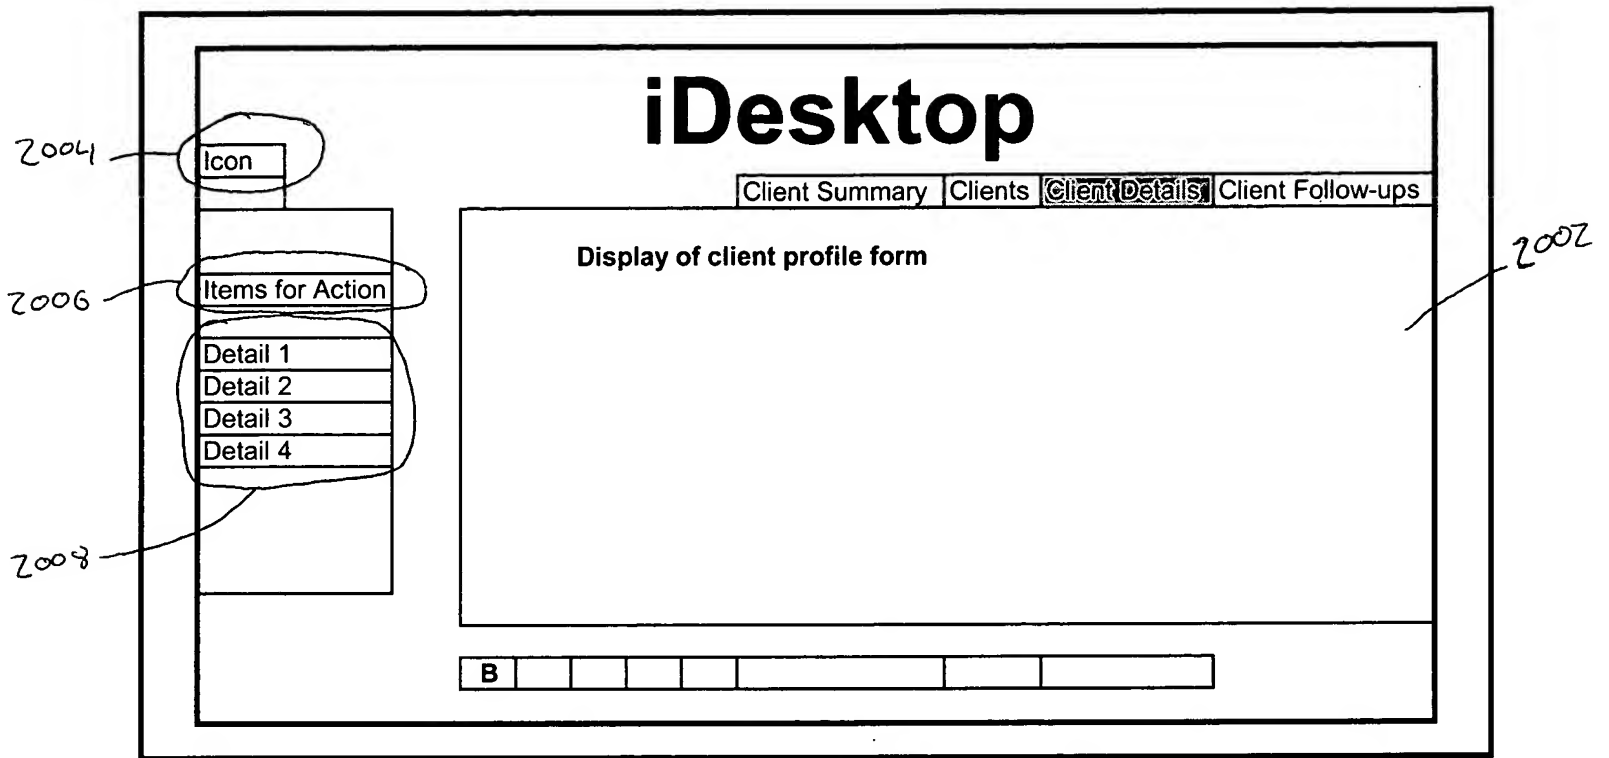 iDesktop
2004
Icon
Client Summary Clients Client Details Client Follow-ups
Display of client profile form
2002
2006
Items for Action
Detail 1
Detail 2
Detail 3
Detail 4
2008
B